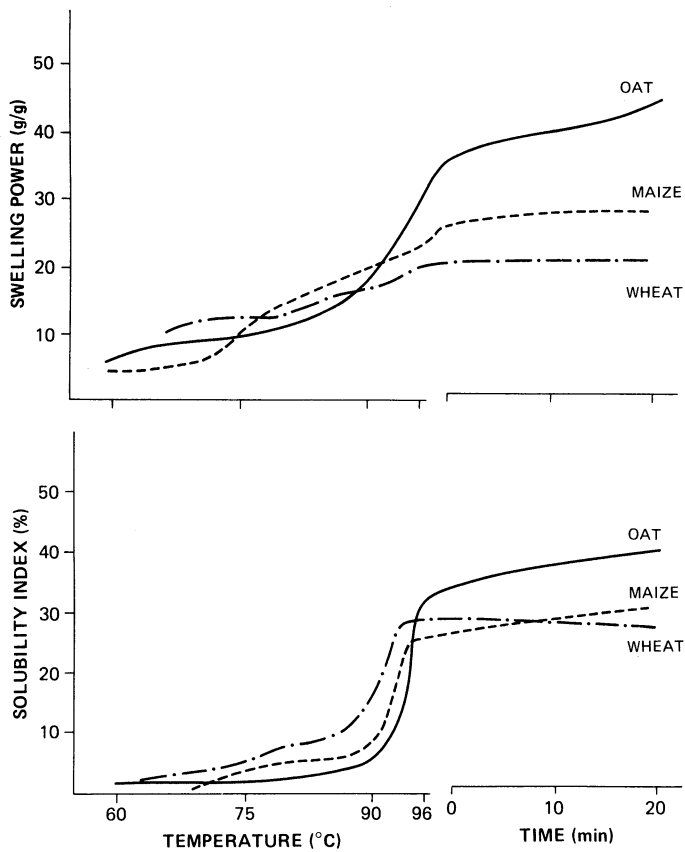 50
40
30
20
10
SWELLING POWER (g/g)
OAT
MAIZE
WHEAT
50
40
30
20
10
SOLUBILITY INDEX (%)
OAT
MAIZE
WHEAT
60 75 90 96 0 10 20
TEMPERATURE (°C) TIME (min)